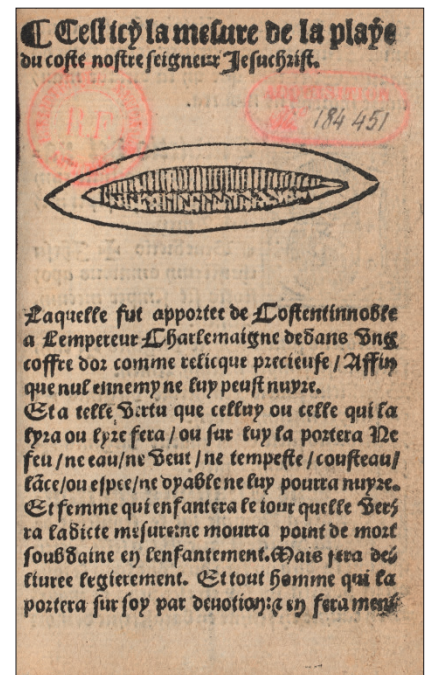 ❡ Cest icy la mesure de la playe
du coste nostre seigneur Jesuchrist.
R.F.
184 451
Laquelle fut apportee de Costentinnoble
a Lempereur Charlemaigne dedans vng
coffre dor comme relicque precieuse / Affin
que nul ennemy ne luy peust nuyre.
Et a telle vertu que celluy ou celle qui la
lyra ou lyre fera / ou sur luy la portera Ne
feu / ne eau / ne vent / ne tempeste / cousteau /
lāce / ou espee / ne dyable ne luy pourra nuyre.
Et femme qui enfantera le iour quelle verra
ra ladicte mesure: ne mourra point de mort
soubdaine en lenfantement. Mais sera de
liuree legierement. Et tout homme qui la
portera sur soy par deuotion: a en fera